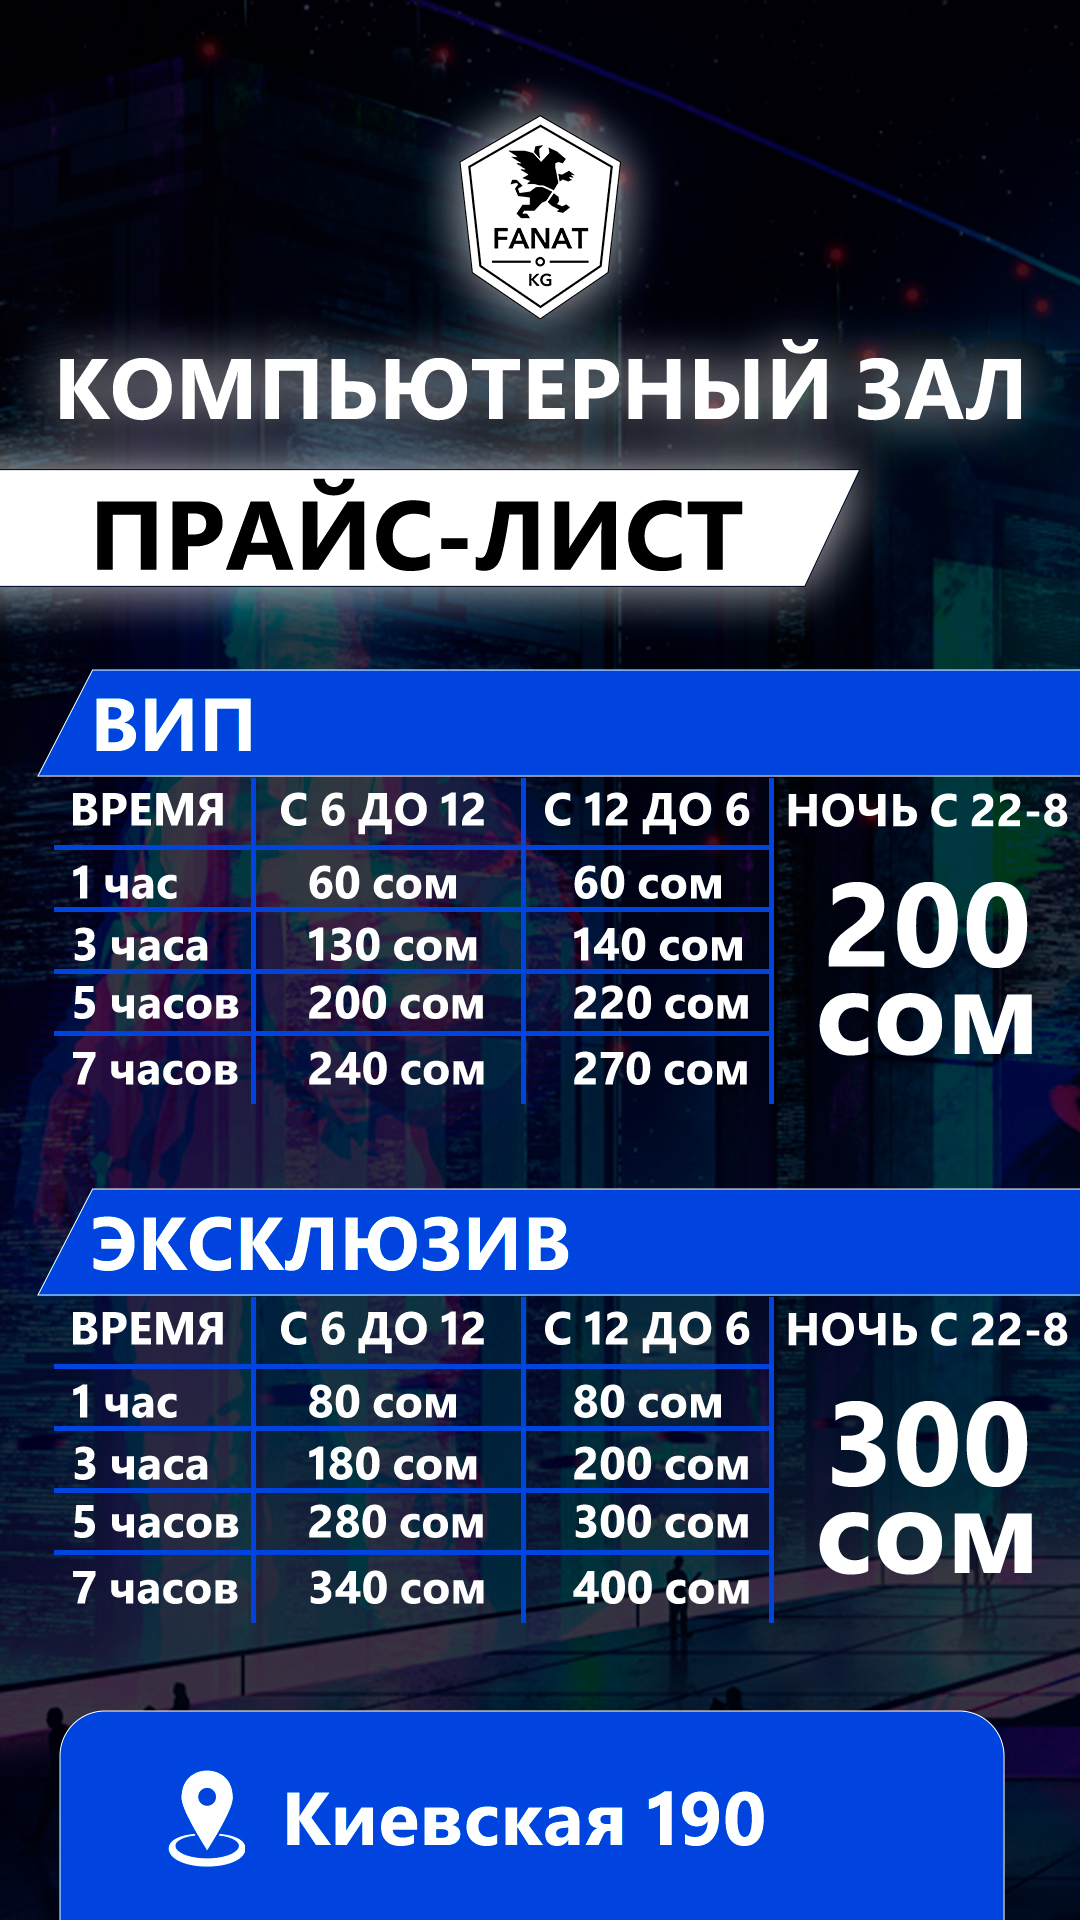 FANAT
KG
КОМПЬЮТЕРНЫЙ ЗАЛ
ПРАЙС-ЛИСТ
ВИП
ВРЕМЯ С 6 ДО 12 С 12 ДО 6 НОЧЬ С 22-8
1 час 60 сом 60 сом
3 часа 130 сом 140 сом
5 часов 200 сом 220 сом
7 часов 240 сом 270 сом
200
сом
ЭКСКЛЮЗИВ
ВРЕМЯ С 6 ДО 12 С 12 ДО 6 НОЧЬ С 22-8
1 час 80 сом 80 сом
3 часа 180 сом 200 сом
5 часов 280 сом 300 сом
7 часов 340 сом 400 сом
300
сом
Киевская 190